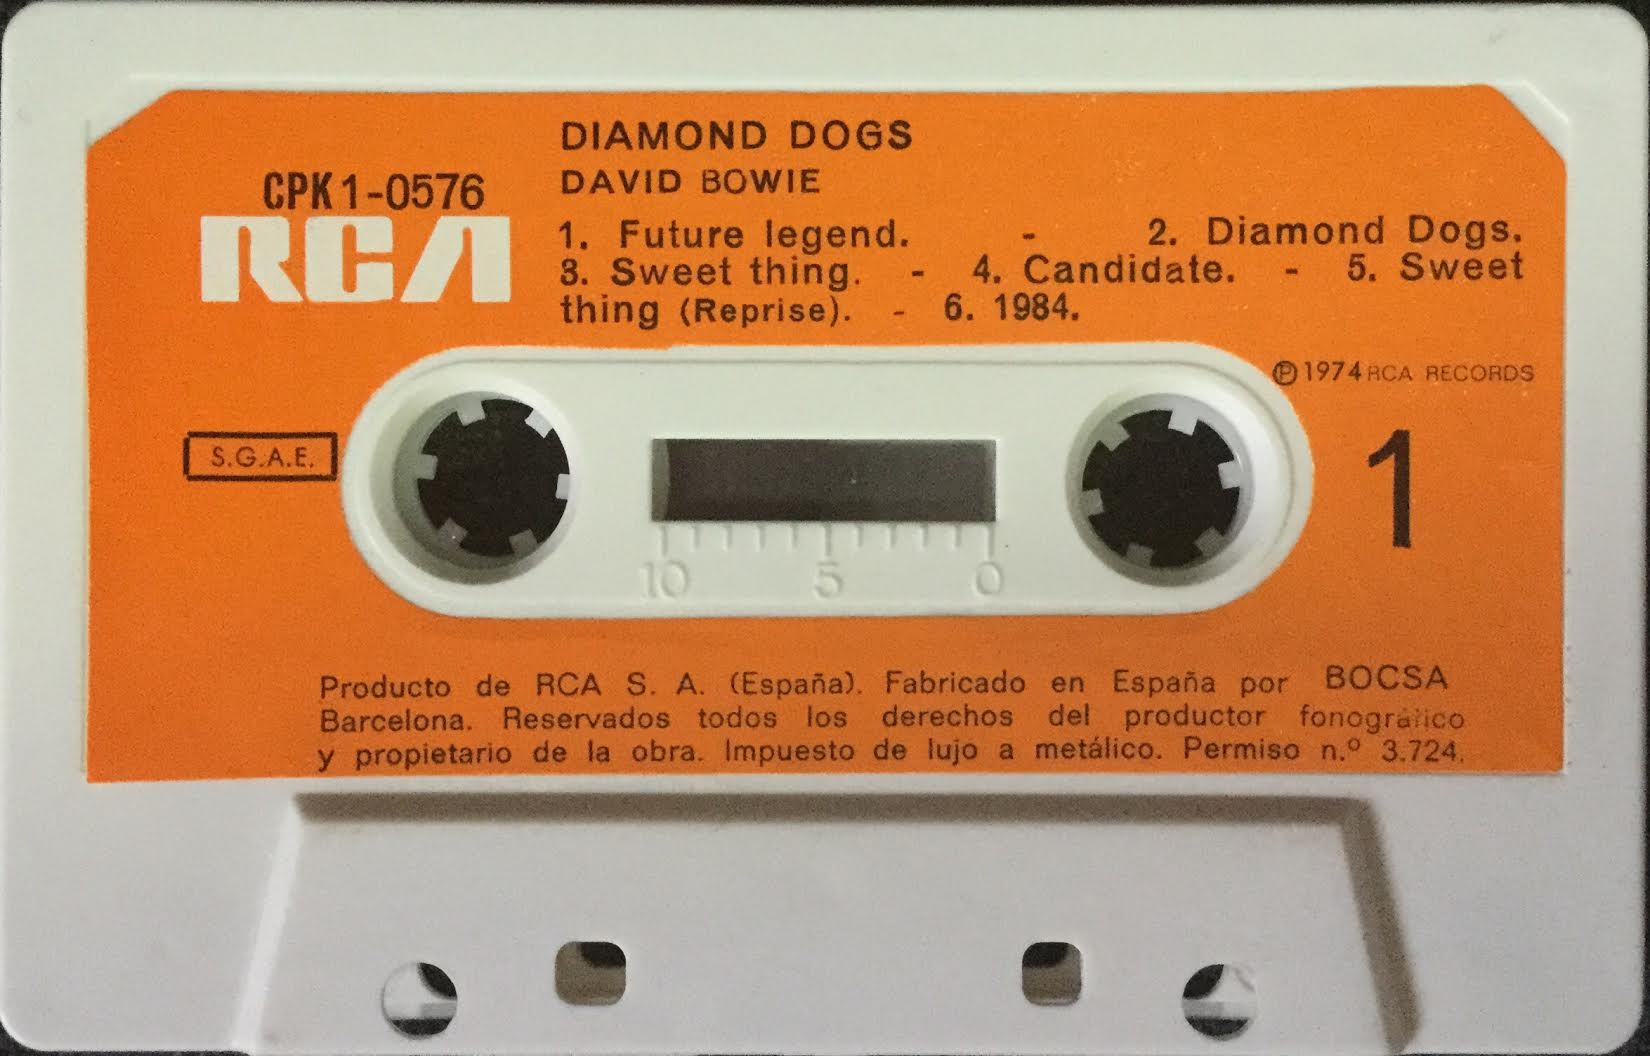 DIAMOND DOGS
DAVID BOWIE
CPK1-0576
RCA
1. Future legend. - 2. Diamond Dogs.
3. Sweet thing. - 4. Candidate. - 5. Sweet
thing (Reprise). - 6. 1984.
Ⓟ 1974 RCA RECORDS
S.G.A.E.
1
10 5 0
Producto de RCA S. A. (España). Fabricado en España por BOCSA
Barcelona. Reservados todos los derechos del productor fonográfico
y propietario de la obra. Impuesto de lujo a metálico. Permiso n.º 3.724.